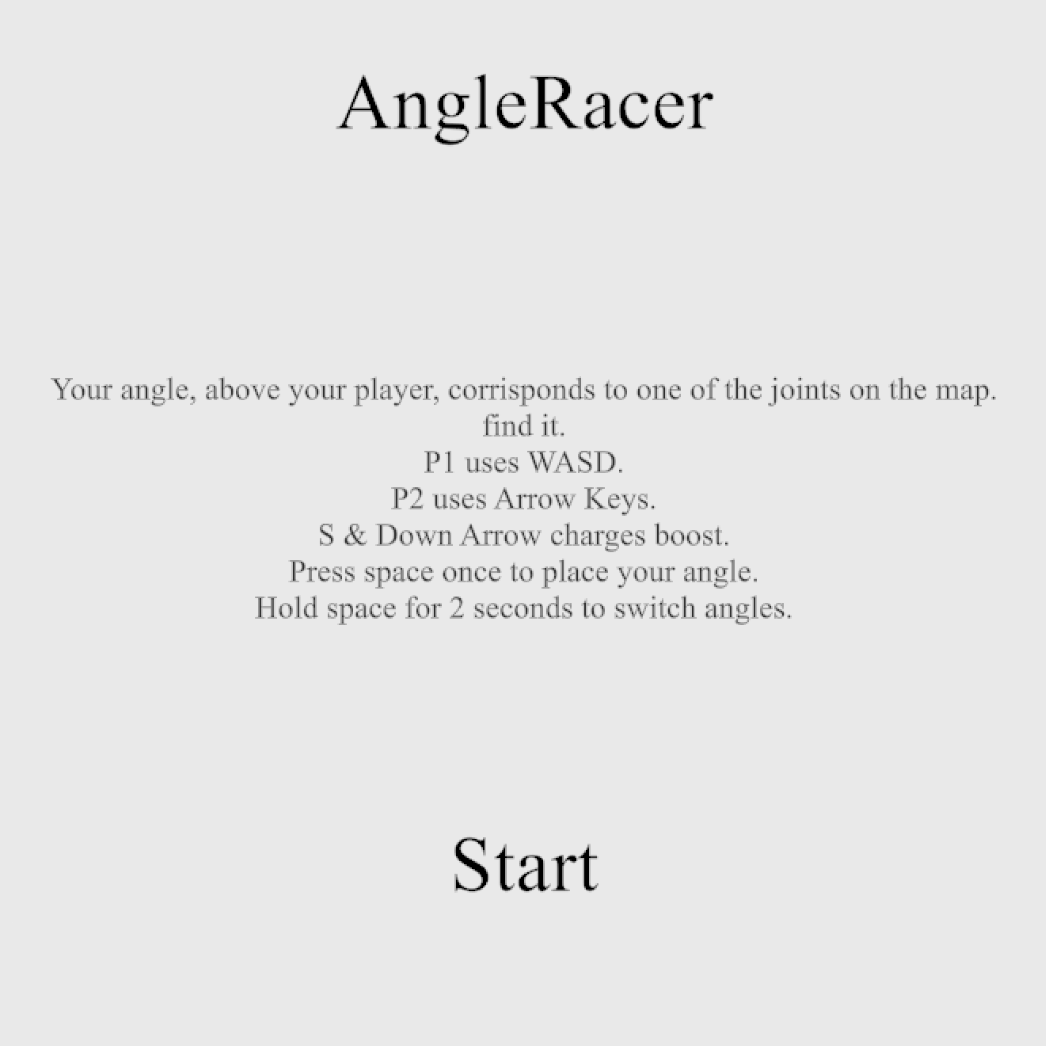 AngleRacer
Your angle, above your player, corrisponds to one of the joints on the map.
find it.
P1 uses WASD.
P2 uses Arrow Keys.
S & Down Arrow charges boost.
Press space once to place your angle.
Hold space for 2 seconds to switch angles.
Start